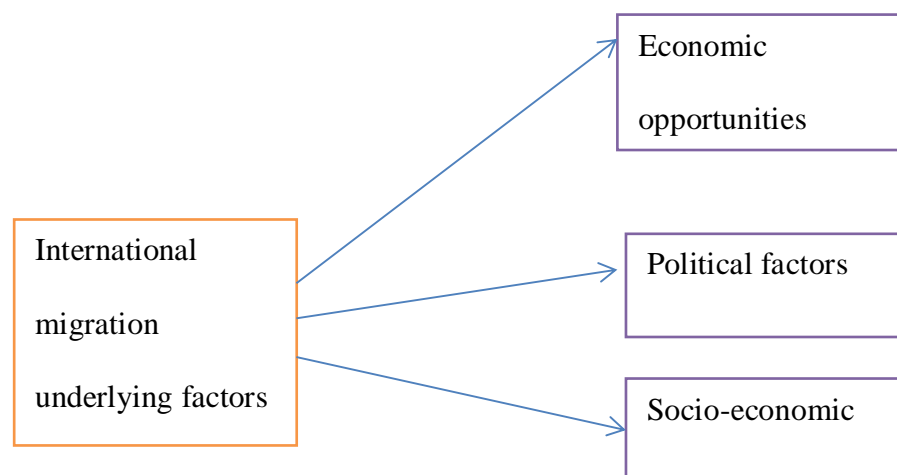 Economic
opportunities
International
migration
underlying factors
Political factors
Socio-economic